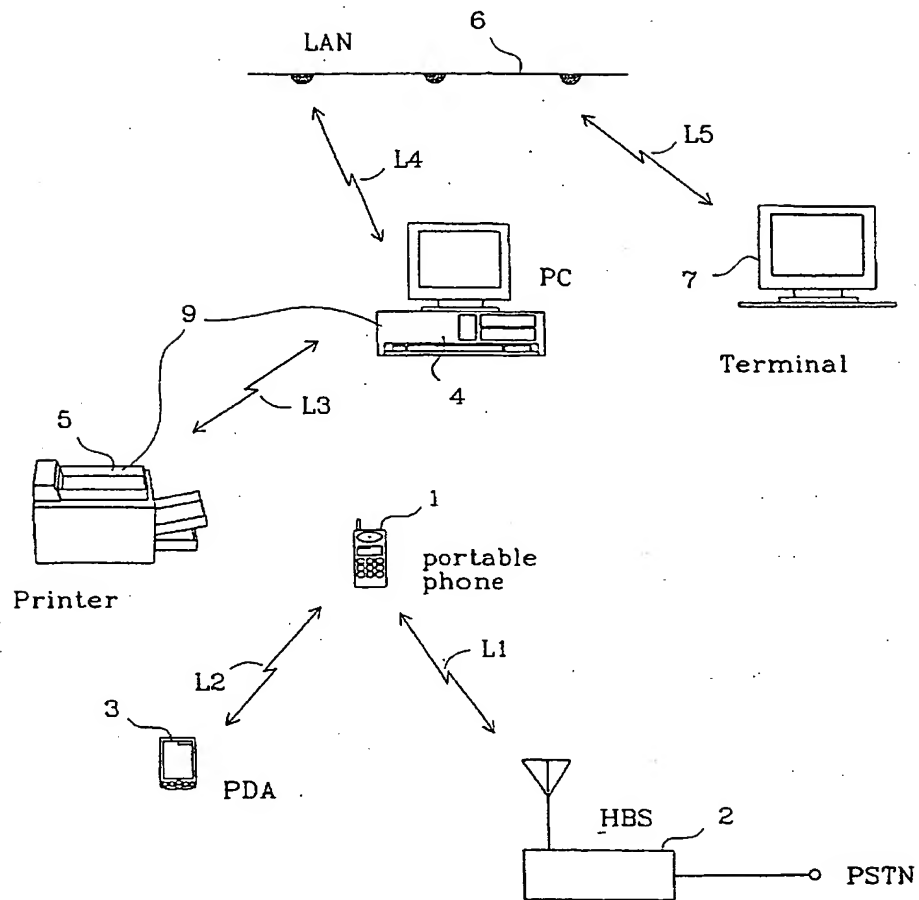 LAN
6
L4
L5
PC
7
9
4
Terminal
L3
5
1
portable
phone
Printer
L2
L1
3
PDA
HBS
2
PSTN